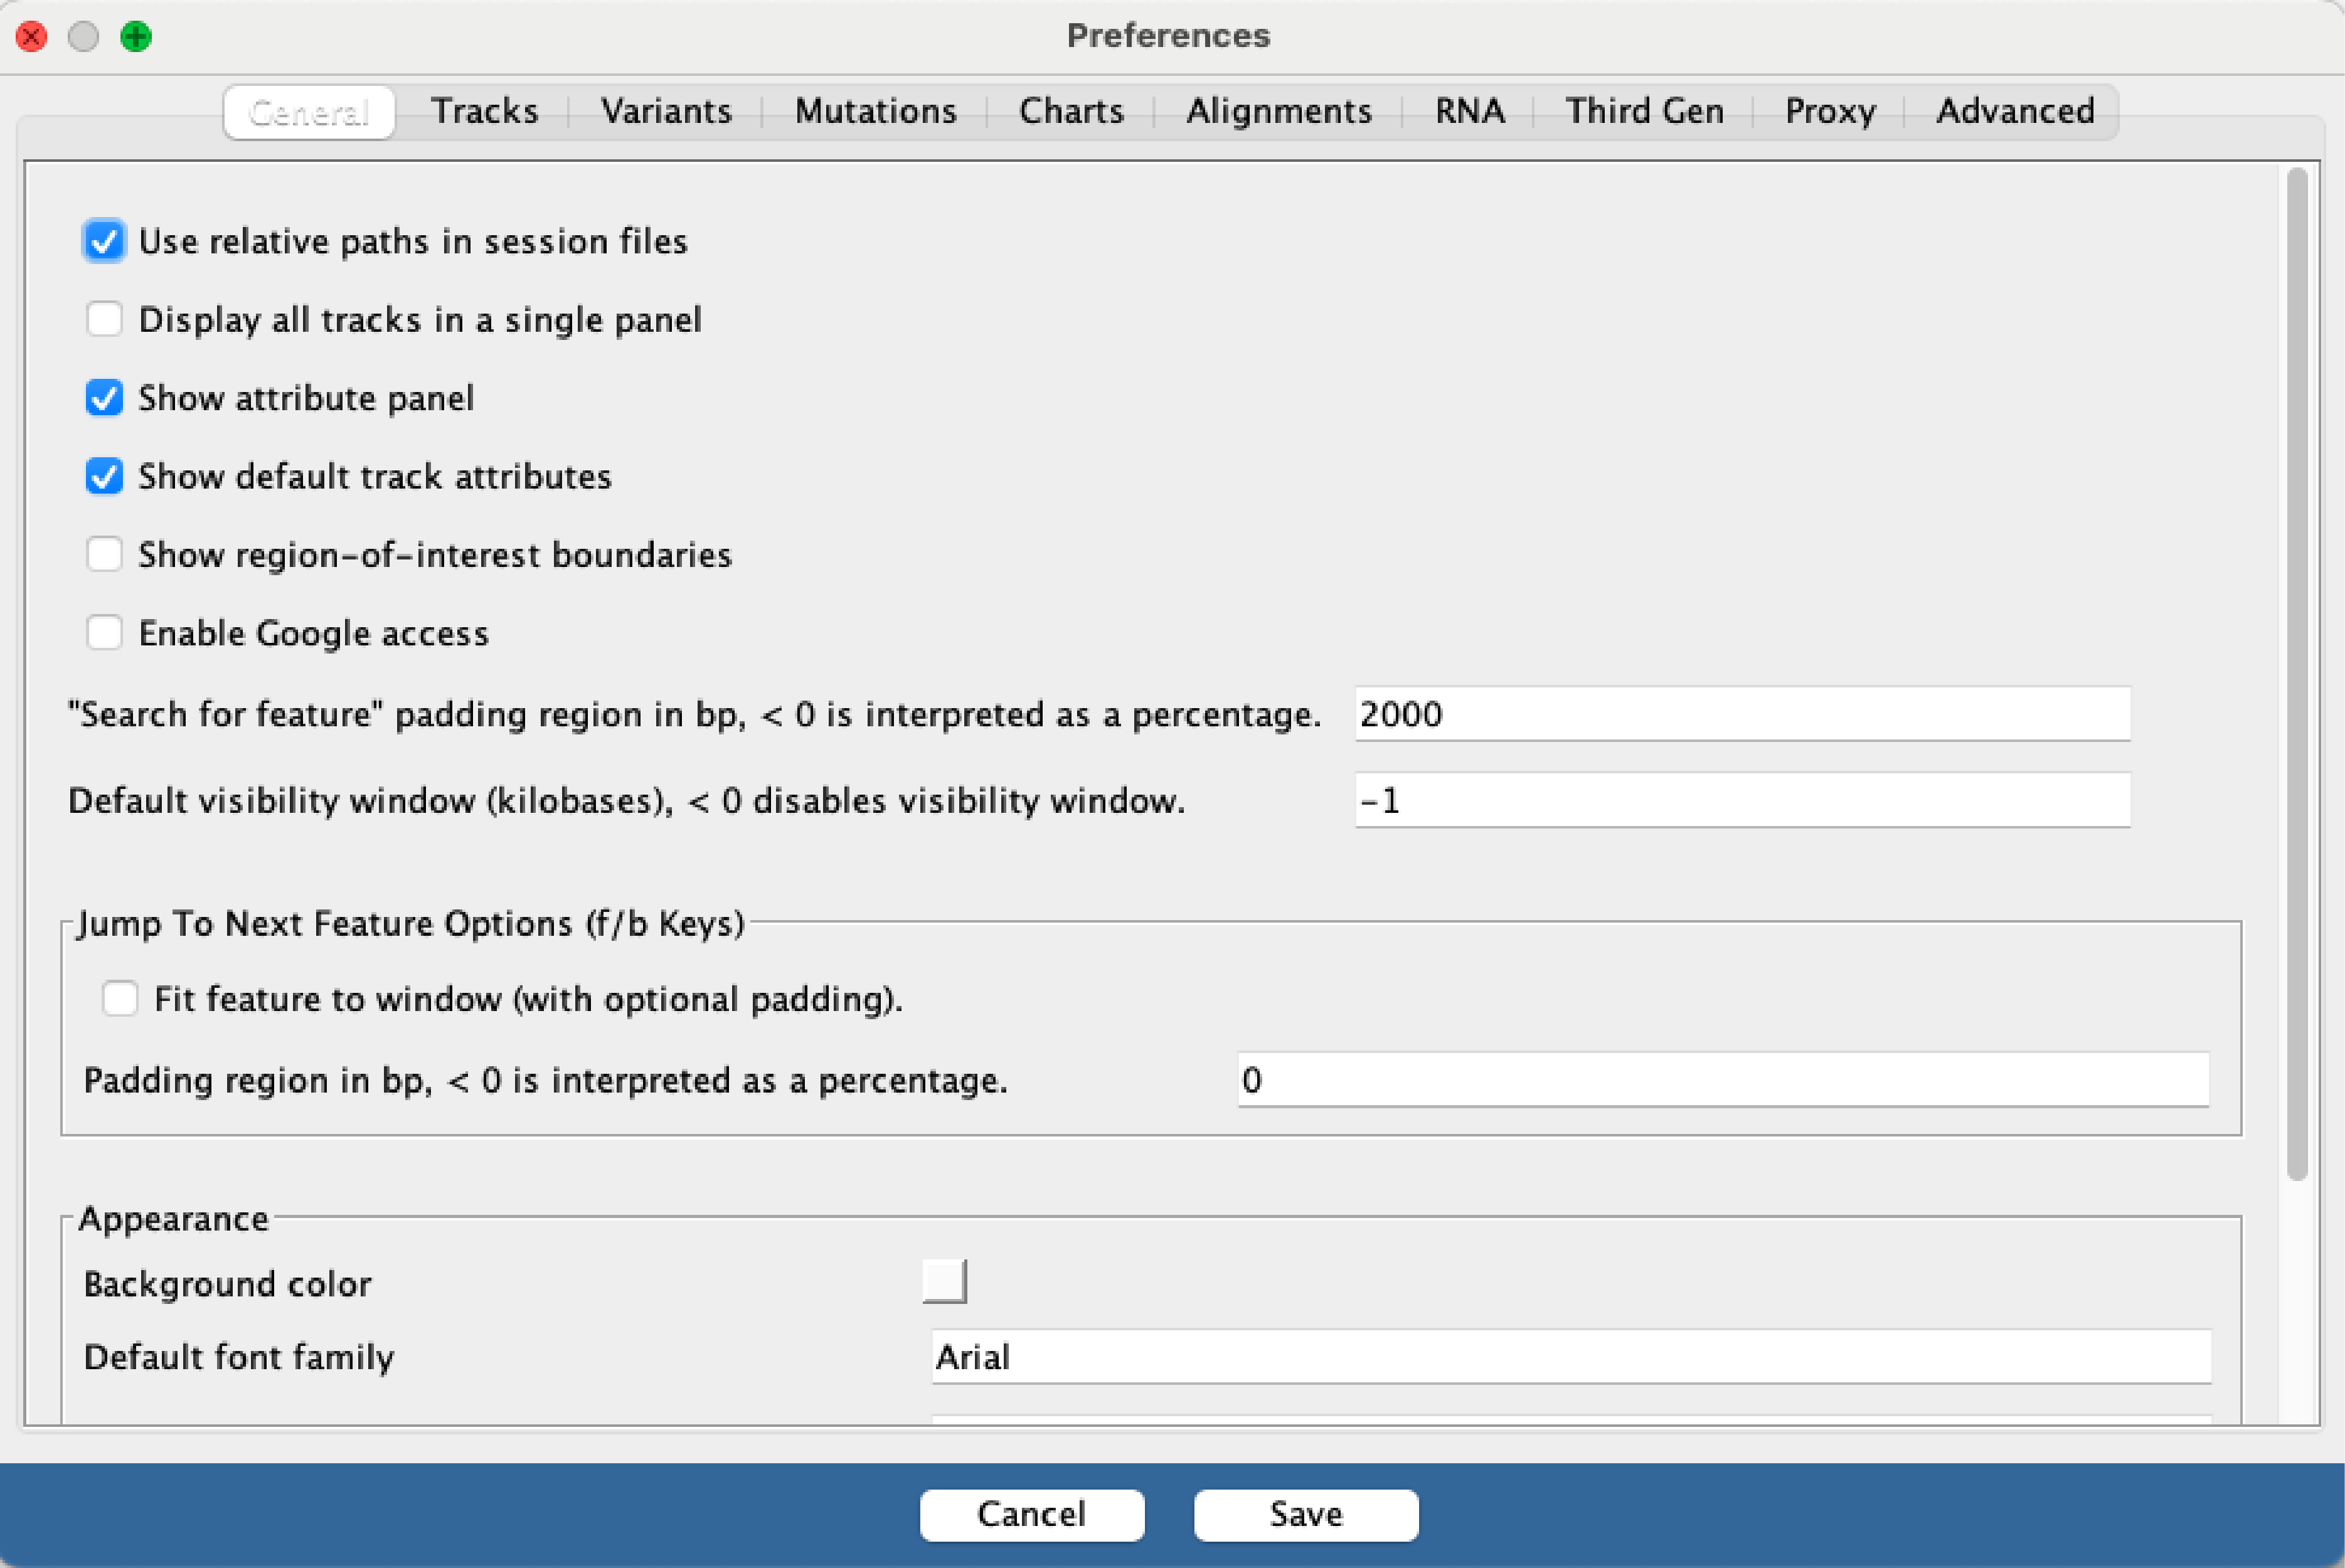 Preferences
General Tracks Variants Mutations Charts Alignments RNA Third Gen Proxy Advanced
Use relative paths in session files
Display all tracks in a single panel
Show attribute panel
Show default track attributes
Show region-of-interest boundaries
Enable Google access
"Search for feature" padding region in bp, < 0 is interpreted as a percentage. 2000
Default visibility window (kilobases), < 0 disables visibility window. -1
Jump To Next Feature Options (f/b Keys)
Fit feature to window (with optional padding).
Padding region in bp, < 0 is interpreted as a percentage. 0
Appearance
Background color
Default font family Arial
Cancel Save